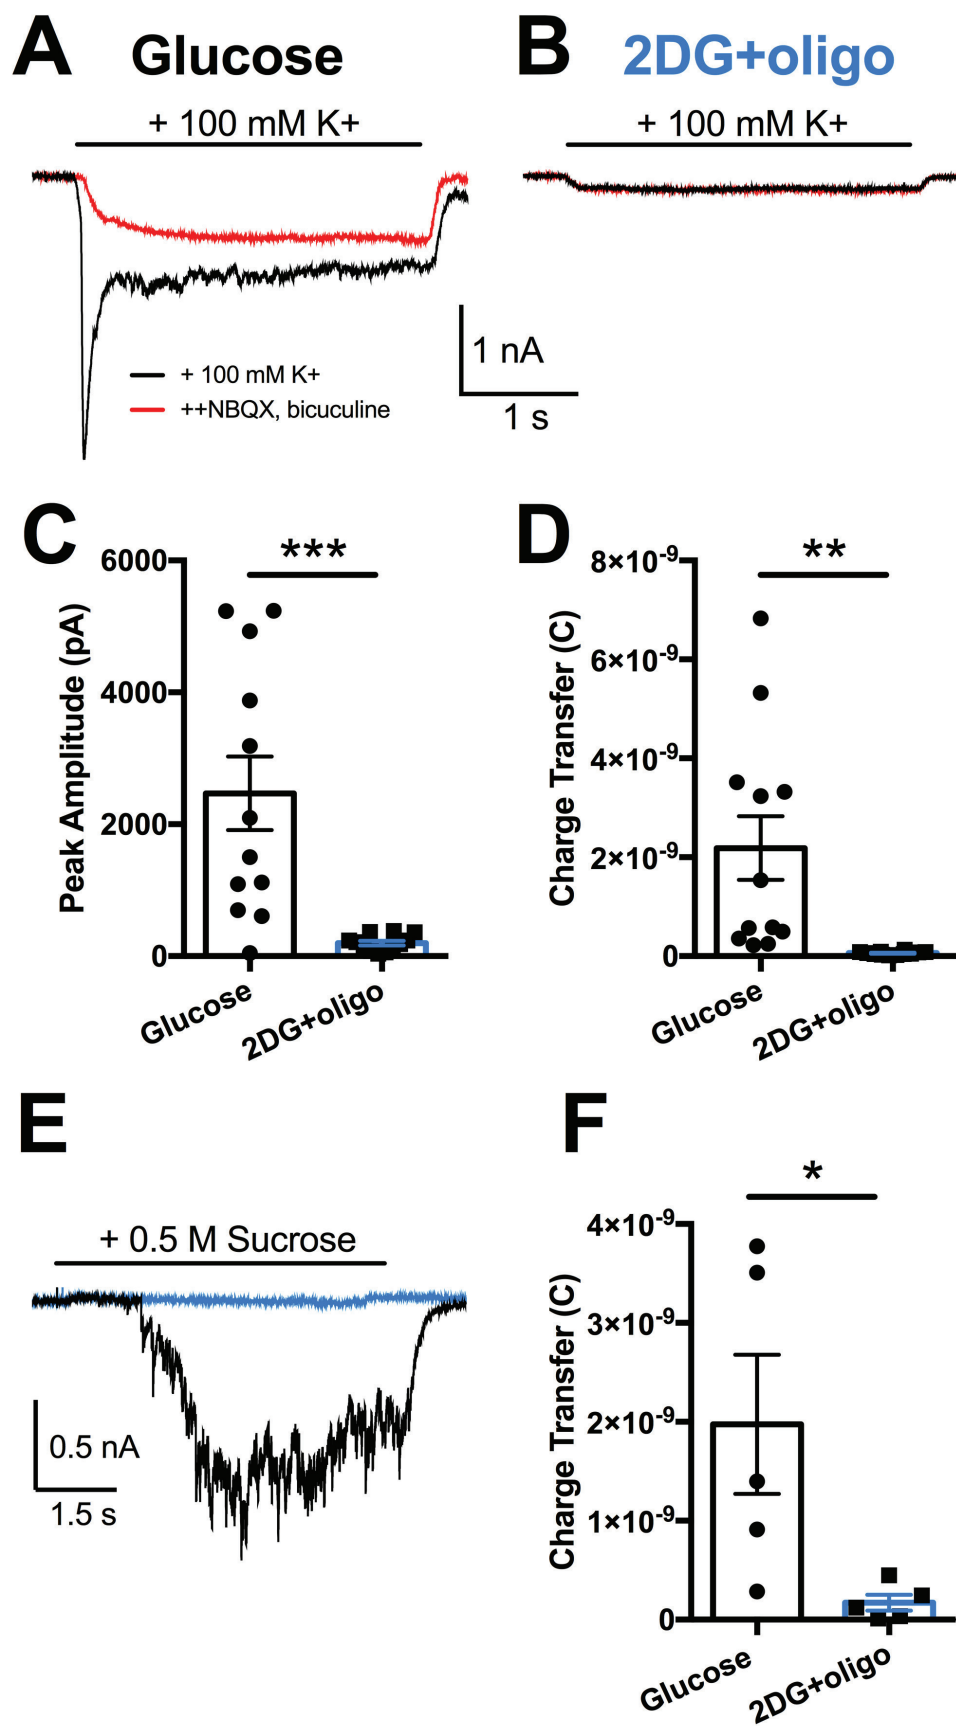 A Glucose
B 2DG+oligo
+ 100 mM K+
+ 100 mM K+
1 nA
1 s
+ 100 mM K+
++NBQX, bicuculine
C
***
Peak Amplitude (pA)
6000
4000
2000
0
Glucose
2DG+oligo
D
**
Charge Transfer (C)
8×10-9
6×10-9
4×10-9
2×10-9
0
Glucose
2DG+oligo
E
+ 0.5 M Sucrose
0.5 nA
1.5 s
F
*
Charge Transfer (C)
4×10-9
3×10-9
2×10-9
1×10-9
0
Glucose
2DG+oligo